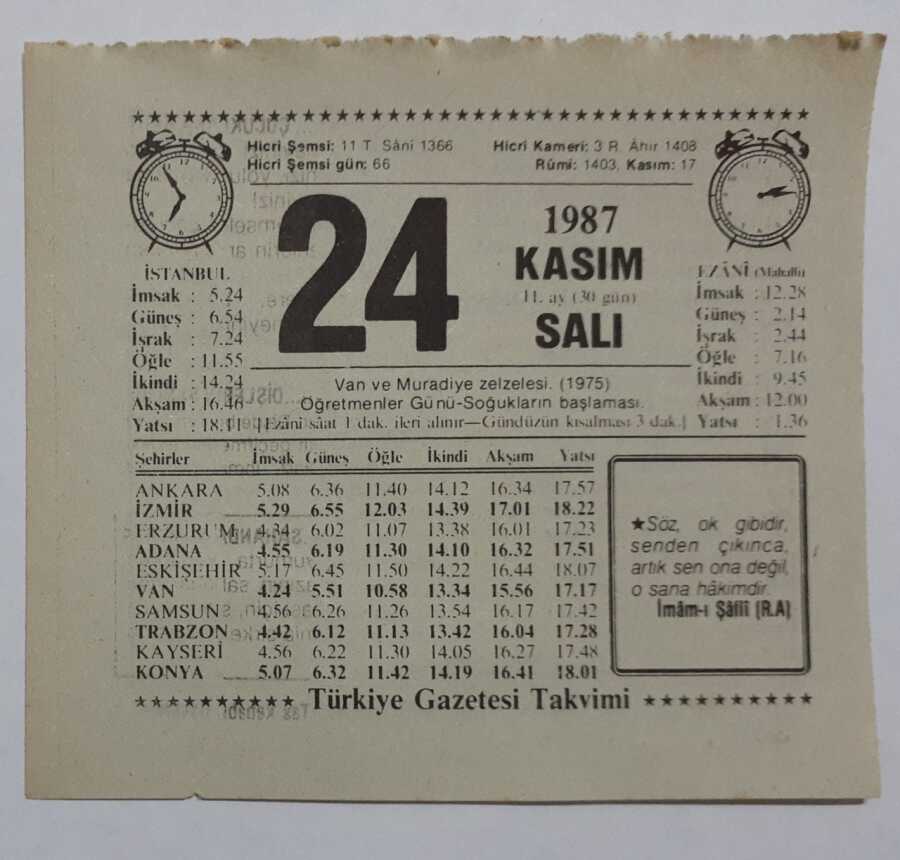 Hicri Şemsi: 11 T. Sâni 1366
Hicri Şemsi gün: 66
Hicri Kameri: 3 R. Âhır 1408
Rûmi: 1403, Kasım: 17
24
1987
KASIM
11. ay (30 gün)
SALI
İSTANBUL
İmsak : 5.24
Güneş : 6.54
İşrak : 7.24
Öğle : 11.55
İkindi : 14.24
Akşam : 16.46
Yatsı : 18.11
EZÂNÎ (Mahalli)
İmsak : 12.28
Güneş : 2.14
İşrak : 2.44
Öğle : 7.16
İkindi : 9.45
Akşam : 12.00
Yatsı : 1.36
Van ve Muradiye zelzelesi. (1975)
Öğretmenler Günü-Soğukların başlaması.
[Ezâni sâat 1 dak. ileri alınır—Gündüzün kısalması 3 dak.]
Şehirler İmsak Güneş Öğle İkindi Akşam Yatsı
ANKARA 5.08 6.36 11.40 14.12 16.34 17.57
İZMİR 5.29 6.55 12.03 14.39 17.01 18.22
ERZURUM 4.34 6.02 11.07 13.38 16.01 17.23
ADANA 4.55 6.19 11.30 14.10 16.32 17.51
ESKİŞEHİR 5.17 6.45 11.50 14.22 16.44 18.07
VAN 4.24 5.51 10.58 13.34 15.56 17.17
SAMSUN 4.56 6.26 11.26 13.54 16.17 17.42
TRABZON 4.42 6.12 11.13 13.42 16.04 17.28
KAYSERİ 4.56 6.22 11.30 14.05 16.27 17.48
KONYA 5.07 6.32 11.42 14.19 16.41 18.01
★Söz, ok gibidir,
senden çıkınca,
artık sen ona değil,
o sana hâkimdir.
İmâm-ı Şâfiî (R.A)
Türkiye Gazetesi Takvimi